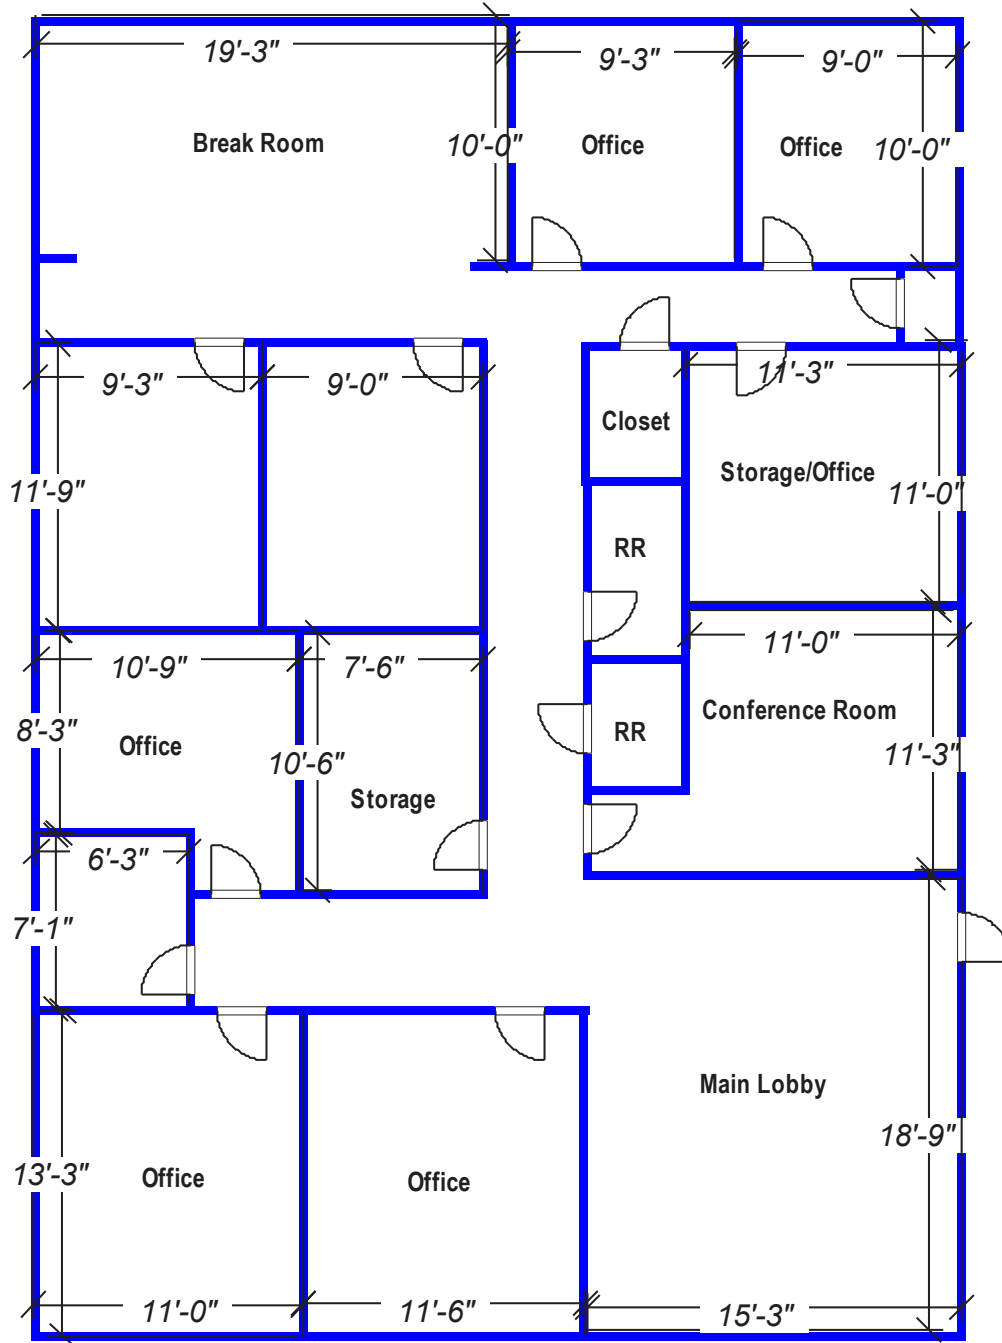 19'-3"
9'-3"
9'-0"
Break Room
10'-0"
Office
Office
10'-0"
9'-3"
9'-0"
11'-3"
Closet
Storage/Office
11'-9"
11'-0"
RR
11'-0"
10'-9"
7'-6"
8'-3"
Office
10'-6"
RR
Conference Room
11'-3"
Storage
6'-3"
7'-1"
Main Lobby
18'-9"
13'-3"
Office
Office
11'-0"
11'-6"
15'-3"